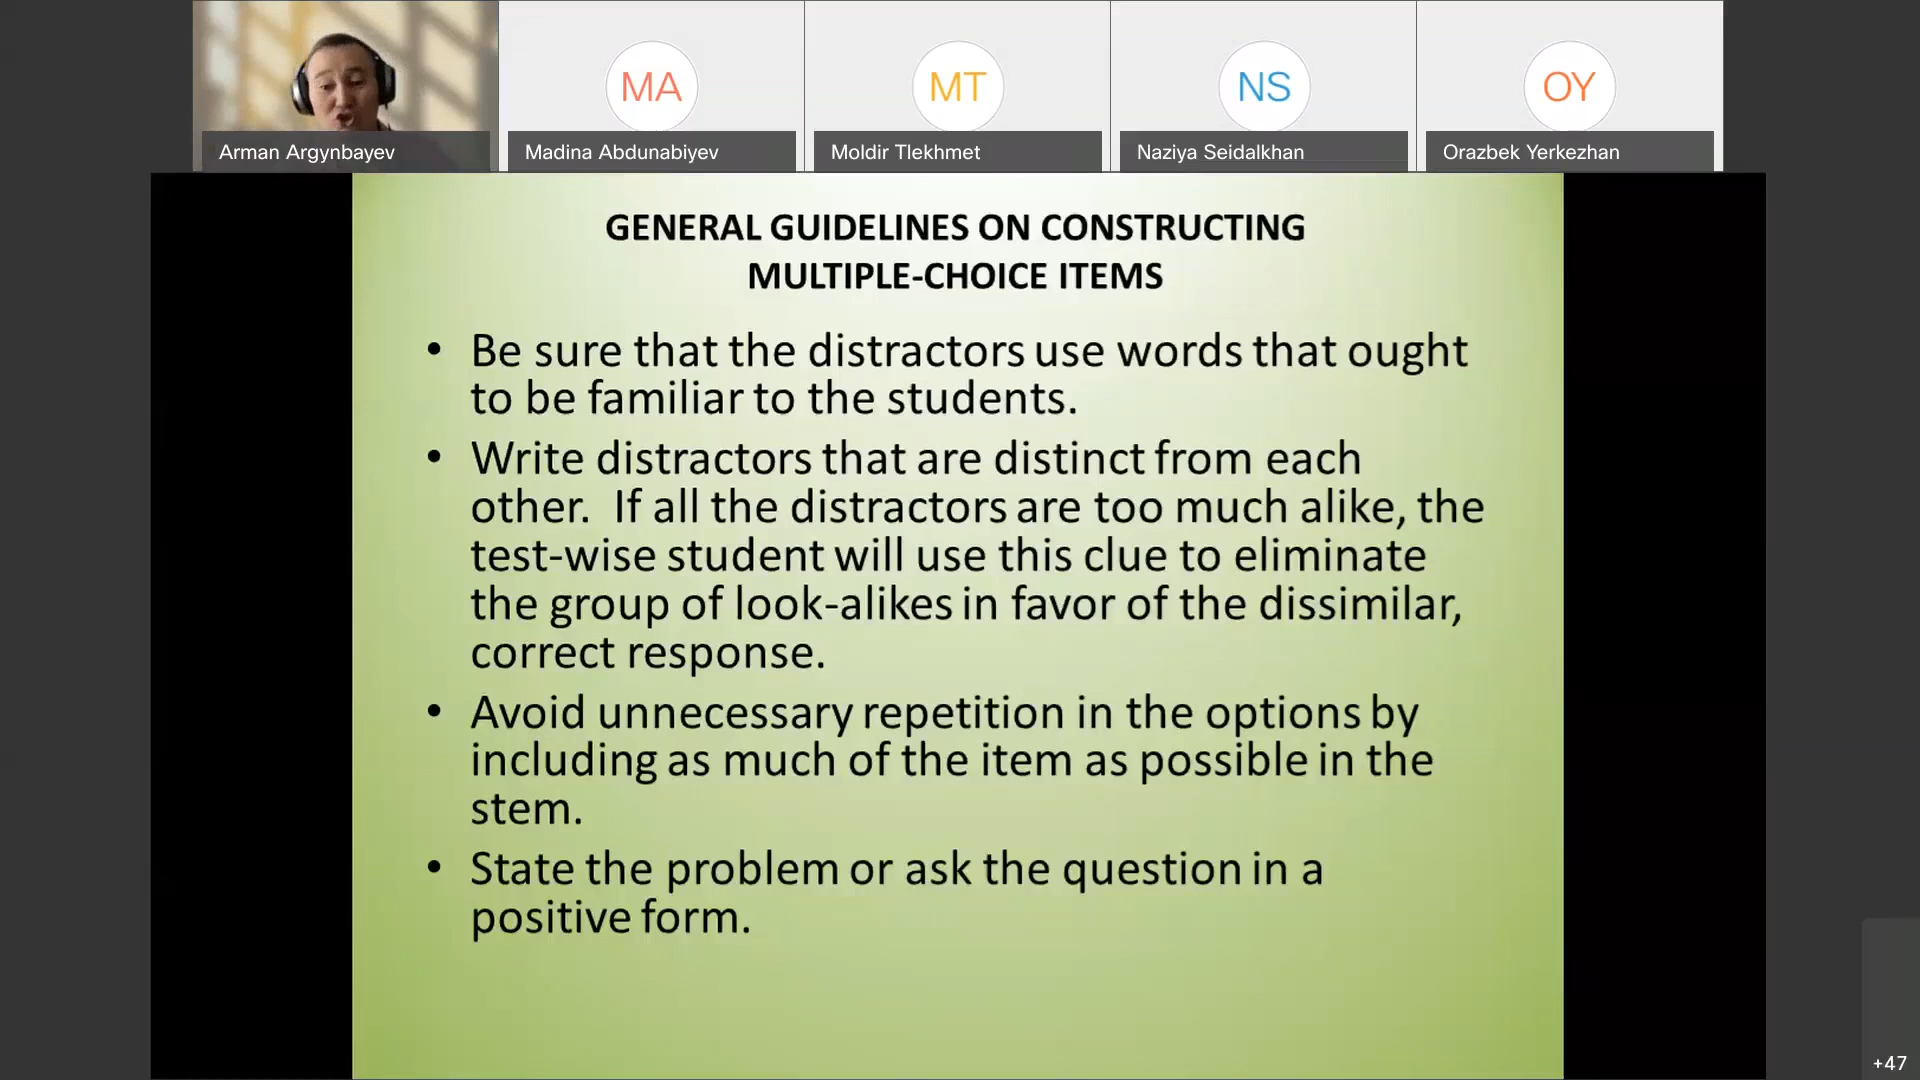 MA
MT
NS
OY
Arman Argynbayev
Madina Abdunabiyev
Moldir Tlekhmet
Naziya Seidalkhan
Orazbek Yerkezhan
GENERAL GUIDELINES ON CONSTRUCTING
MULTIPLE-CHOICE ITEMS
• Be sure that the distractors use words that ought
to be familiar to the students.
• Write distractors that are distinct from each
other.  If all the distractors are too much alike, the
test-wise student will use this clue to eliminate
the group of look-alikes in favor of the dissimilar,
correct response.
• Avoid unnecessary repetition in the options by
including as much of the item as possible in the
stem.
• State the problem or ask the question in a
positive form.
+47